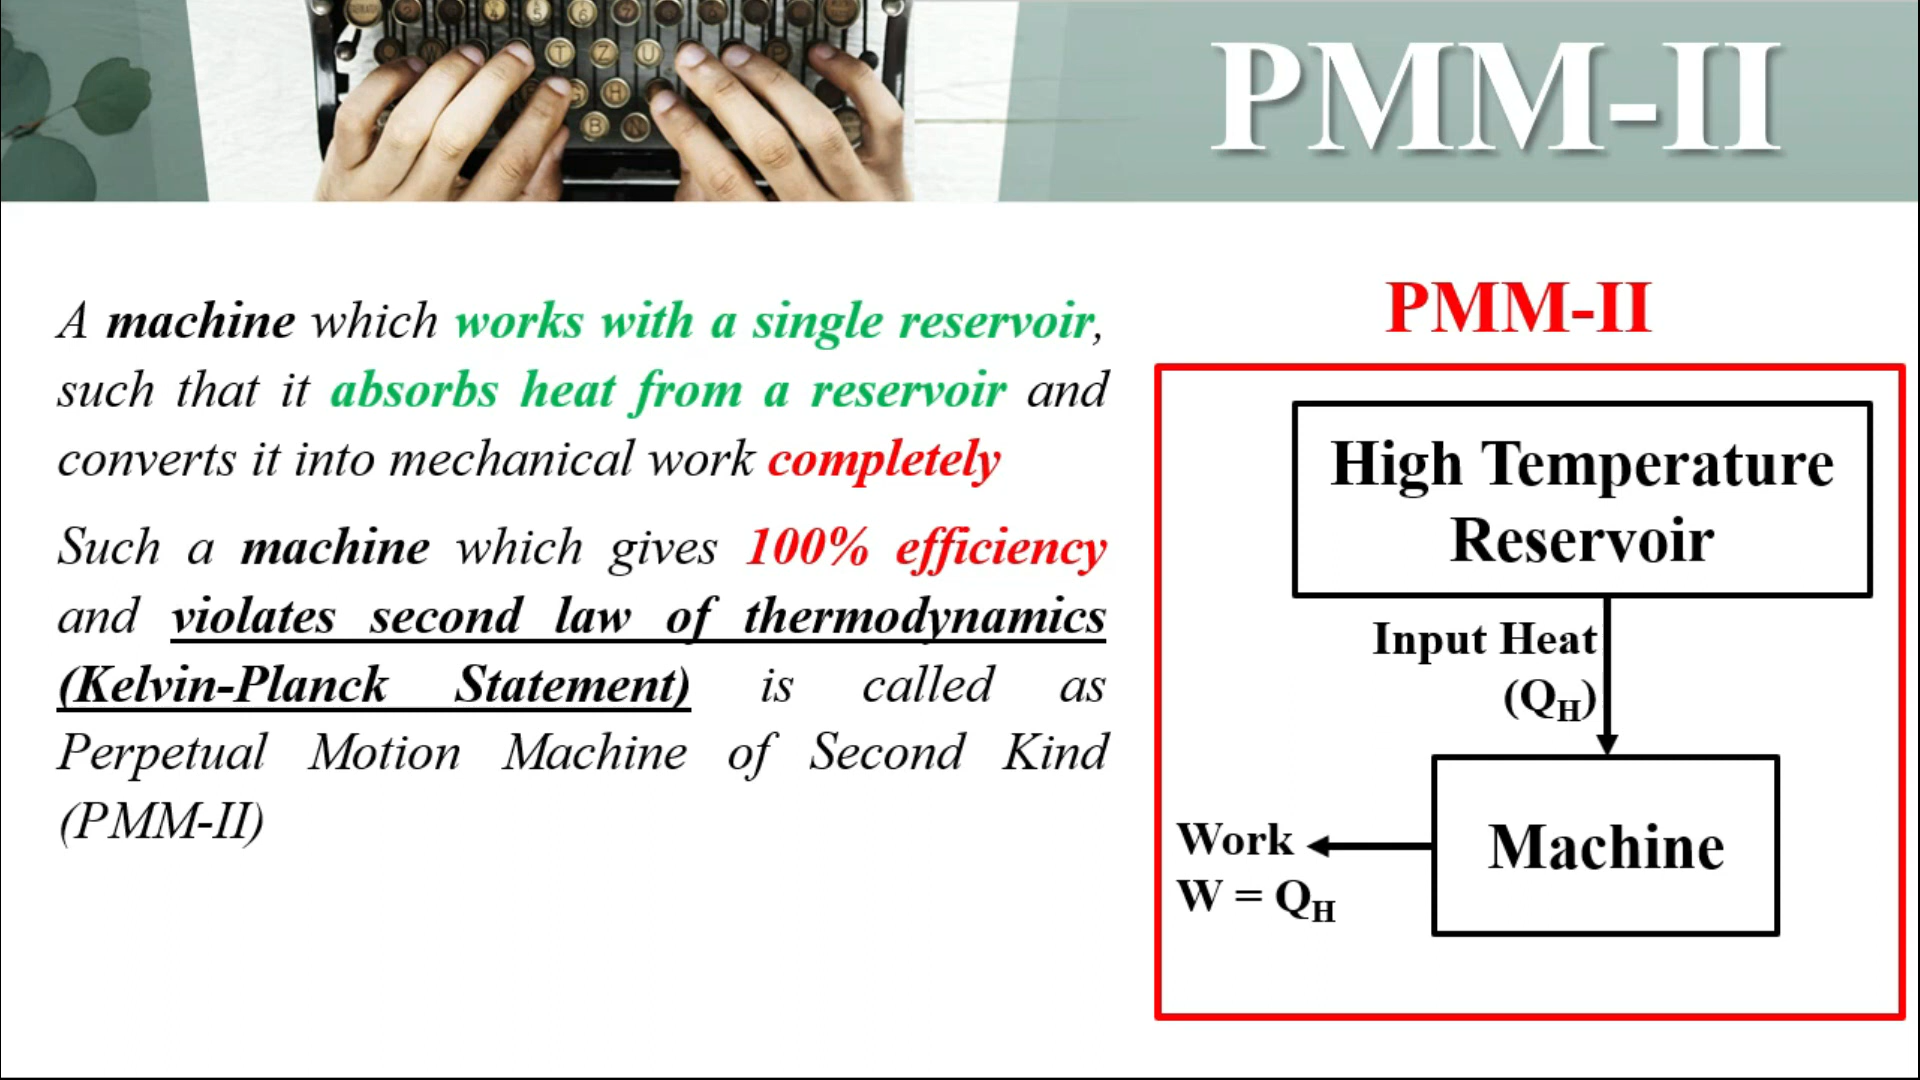 T Z U
G H
B N
PMM-II
A machine which works with a single reservoir,
such that it absorbs heat from a reservoir and
converts it into mechanical work completely
Such a machine which gives 100% efficiency
and violates second law of thermodynamics
(Kelvin-Planck Statement) is called as
Perpetual Motion Machine of Second Kind
(PMM-II)
PMM-II
High Temperature
Reservoir
Input Heat
(Q_H)
Machine
Work
W = Q_H